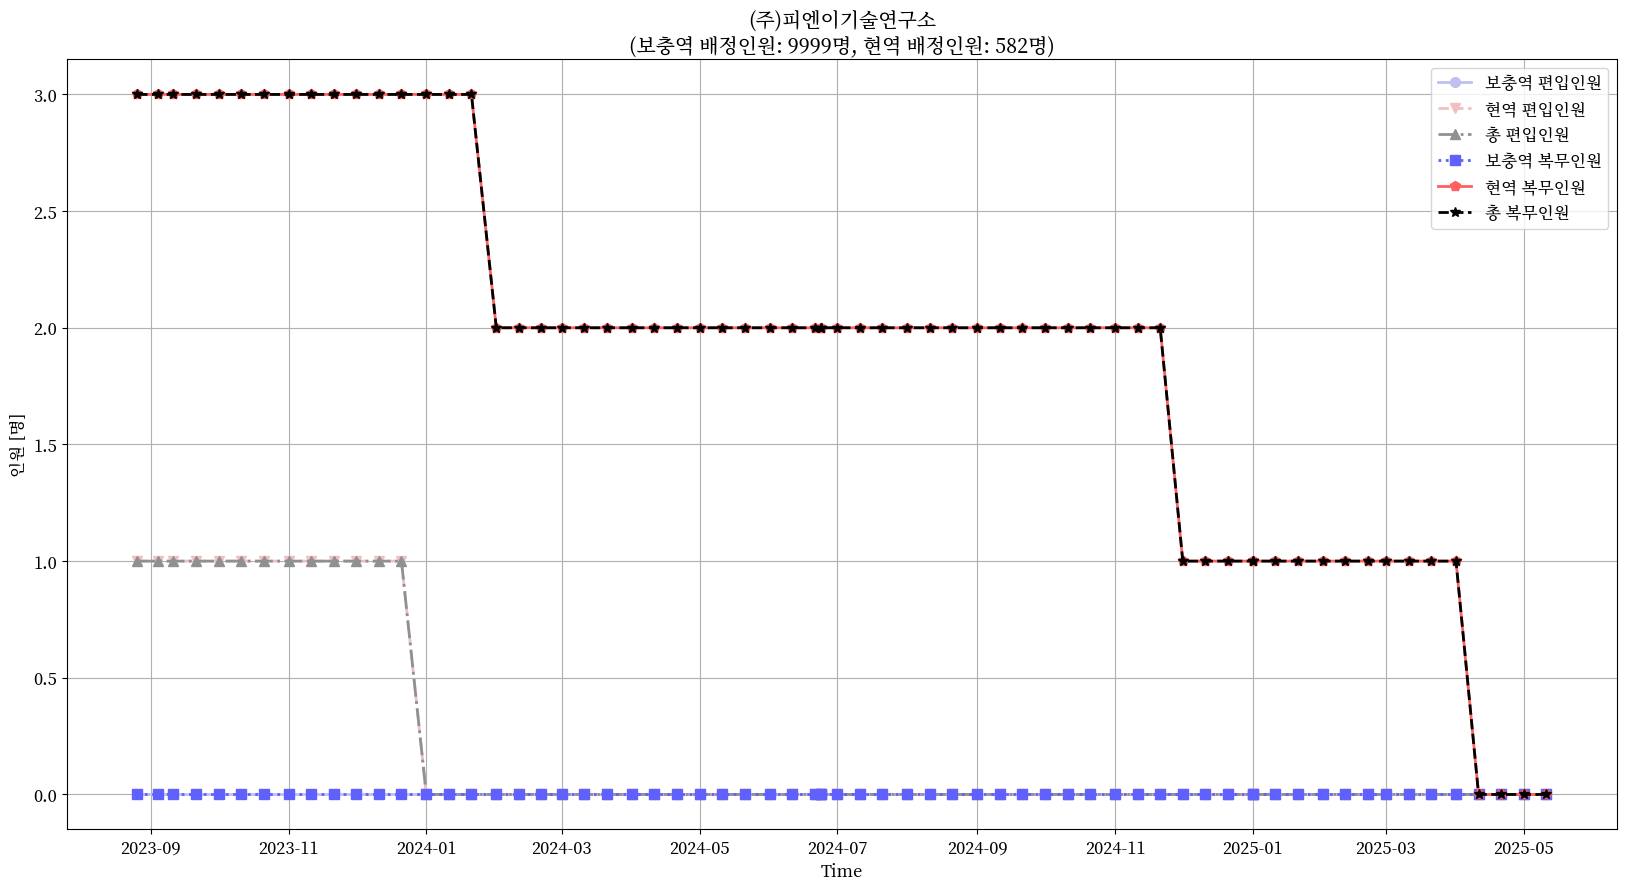 (주)피엔이기술연구소
(보충역 배정인원: 9999명, 현역 배정인원: 582명)
3.0
2.5
2.0
1.5
1.0
0.5
0.0
인원 [명]
보충역 편입인원
현역 편입인원
총 편입인원
보충역 복무인원
현역 복무인원
총 복무인원
2023-09 2023-11 2024-01 2024-03 2024-05 2024-07 2024-09 2024-11 2025-01 2025-03 2025-05
Time